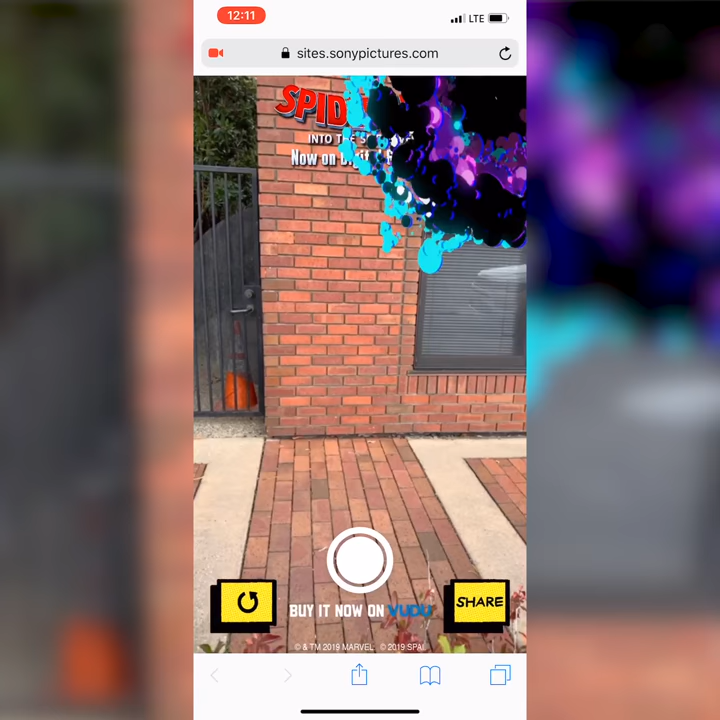 12:11
LTE
sites.sonypictures.com
INTO THE
Now on
BUY IT NOW ON VUDU
SHARE
© & TM 2019 MARVEL © 2019 SPAI.